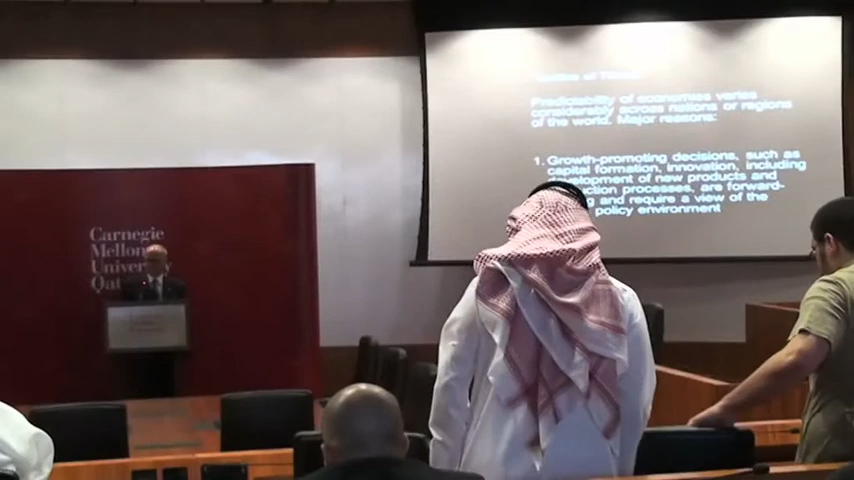 Carnegie
Mellon
Univers
Qata
Predictability of economies varies
considerably across nations or regions
of the world. Major reasons:
1. Growth-promoting decisions, such as
capital formation, innovation, including
development of new products and
production processes, are forward-
and require a view of the
policy environment.